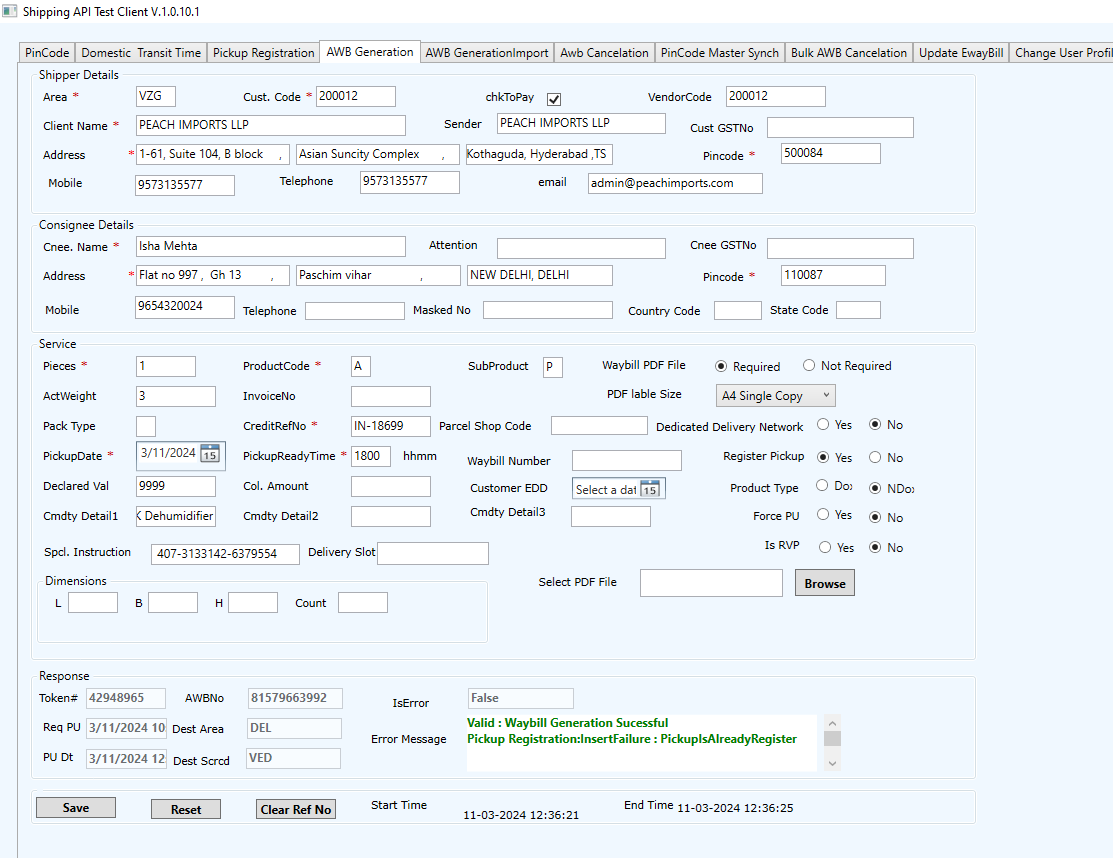 Shipping API Test Client V.1.0.10.1
PinCode Domestic Transit Time Pickup Registration AWB Generation AWB GenerationImport Awb Cancelation PinCode Master Synch Bulk AWB Cancelation Update EwayBill Change User Profil
Shipper Details
Area * VZG Cust. Code * 200012 chkToPay VendorCode 200012
Client Name * PEACH IMPORTS LLP Sender PEACH IMPORTS LLP Cust GSTNo
Address * 1-61, Suite 104, B block , Asian Suncity Complex , Kothaguda, Hyderabad ,TS Pincode * 500084
Mobile 9573135577 Telephone 9573135577 email admin@peachimports.com
Consignee Details
Cnee. Name * Isha Mehta Attention Cnee GSTNo
Address * Flat no 997 , Gh 13 , Paschim vihar , NEW DELHI, DELHI Pincode * 110087
Mobile 9654320024 Telephone Masked No Country Code State Code
Service
Pieces * 1 ProductCode * A SubProduct P Waybill PDF File Required Not Required
ActWeight 3 InvoiceNo PDF lable Size A4 Single Copy
Pack Type CreditRefNo * IN-18699 Parcel Shop Code Dedicated Delivery Network Yes No
PickupDate * 3/11/2024 15 PickupReadyTime * 1800 hhmm Waybill Number Register Pickup Yes No
Declared Val 9999 Col. Amount Customer EDD Select a dat 15 Product Type Dox NDox
Cmdty Detail1 K Dehumidifier Cmdty Detail2 Cmdty Detail3 Force PU Yes No
Spcl. Instruction 407-3133142-6379554 Delivery Slot Is RVP Yes No
Dimensions Select PDF File Browse
L B H Count
Response
Token# 42948965 AWBNo 81579663992 IsError False
Req PU 3/11/2024 10 Dest Area DEL Error Message Valid : Waybill Generation Sucessful
PU Dt 3/11/2024 12 Dest Scrcd VED Pickup Registration:InsertFailure : PickupIsAlreadyRegister
Save Reset Clear Ref No Start Time 11-03-2024 12:36:21 End Time 11-03-2024 12:36:25